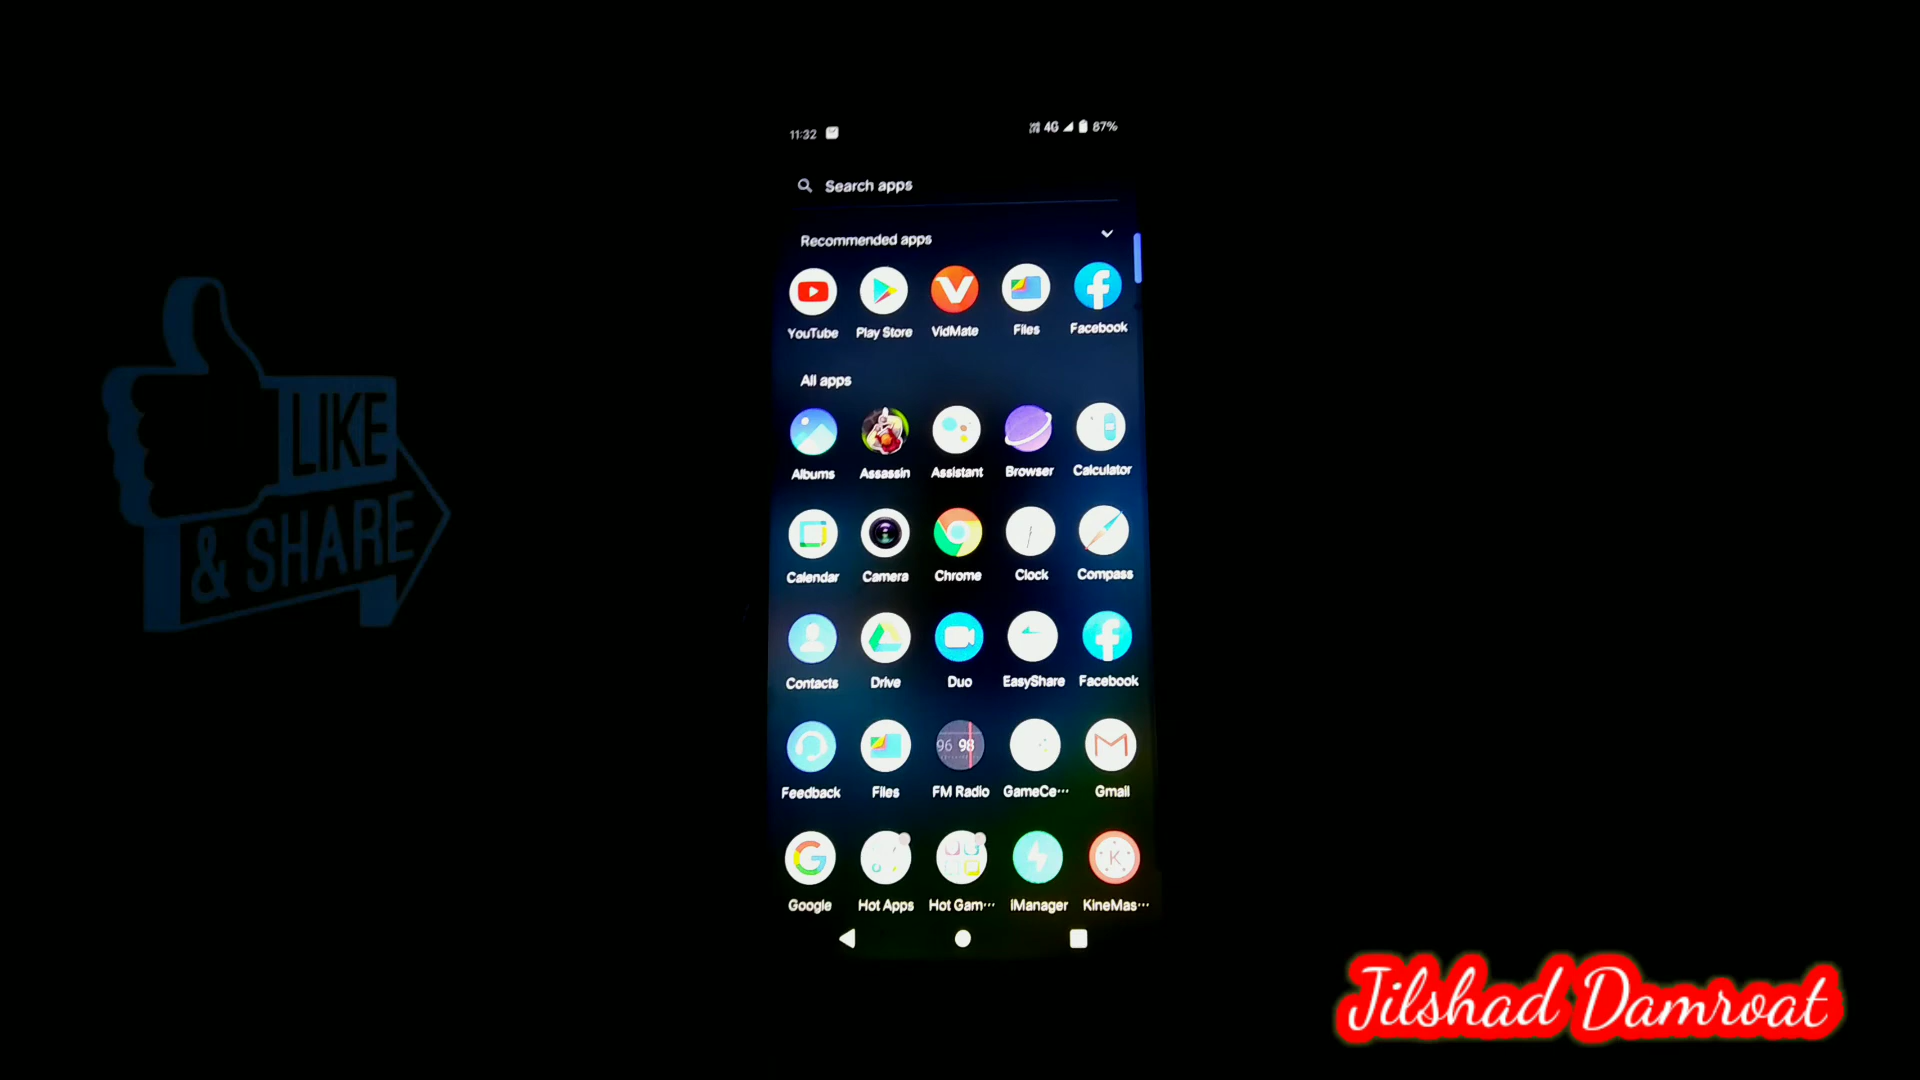 11:32 4G 87%
Search apps
Recommended apps
YouTube Play Store VidMate Files Facebook
All apps
Albums Assassin Assistant Browser Calculator
Calendar Camera Chrome Clock Compass
Contacts Drive Duo EasyShare Facebook
96 98
Feedback Files FM Radio GameCe... Gmail
Google Hot Apps Hot Gam... iManager KineMas...
LIKE
& SHARE
Jilshad Damroat